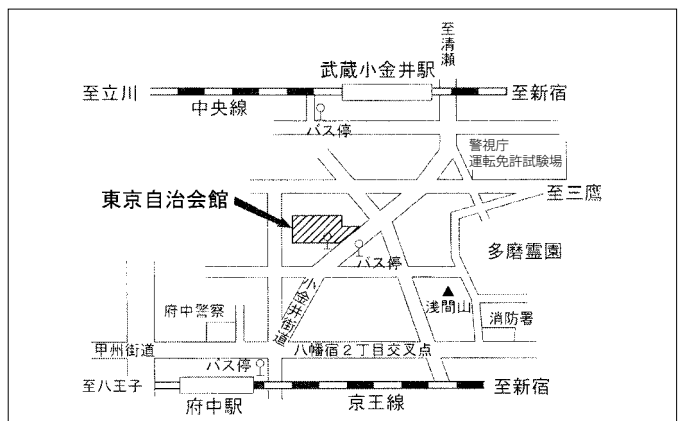 至清瀬
武蔵小金井駅
至立川
中央線
至新宿
バス停
警視庁
運転免許試験場
東京自治会館
至三鷹
多磨霊園
バス停
小金井街道
浅間山
府中警察
消防署
甲州街道
八幡宿2丁目交叉点
バス停
至八王子
府中駅
京王線
至新宿